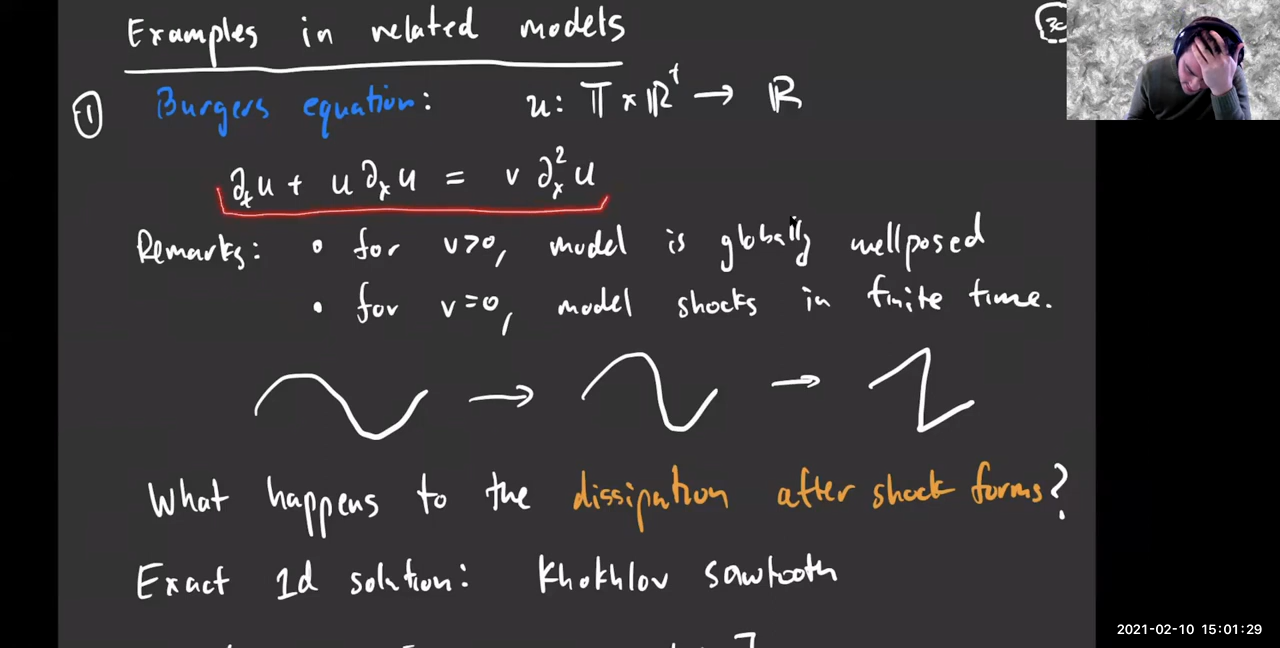 Examples in related models
① Burgers equation: u: 𝕋 × ℝ⁺ → ℝ
∂ₜu + u ∂ₓu = ν ∂ₓ² u
Remarks: • for ν>0, model is globally wellposed
• for ν=0, model shocks in finite time.
What happens to the dissipation after shock forms?
Exact 1d solution: Khokhlov sawtooth
2021-02-10 15:01:29